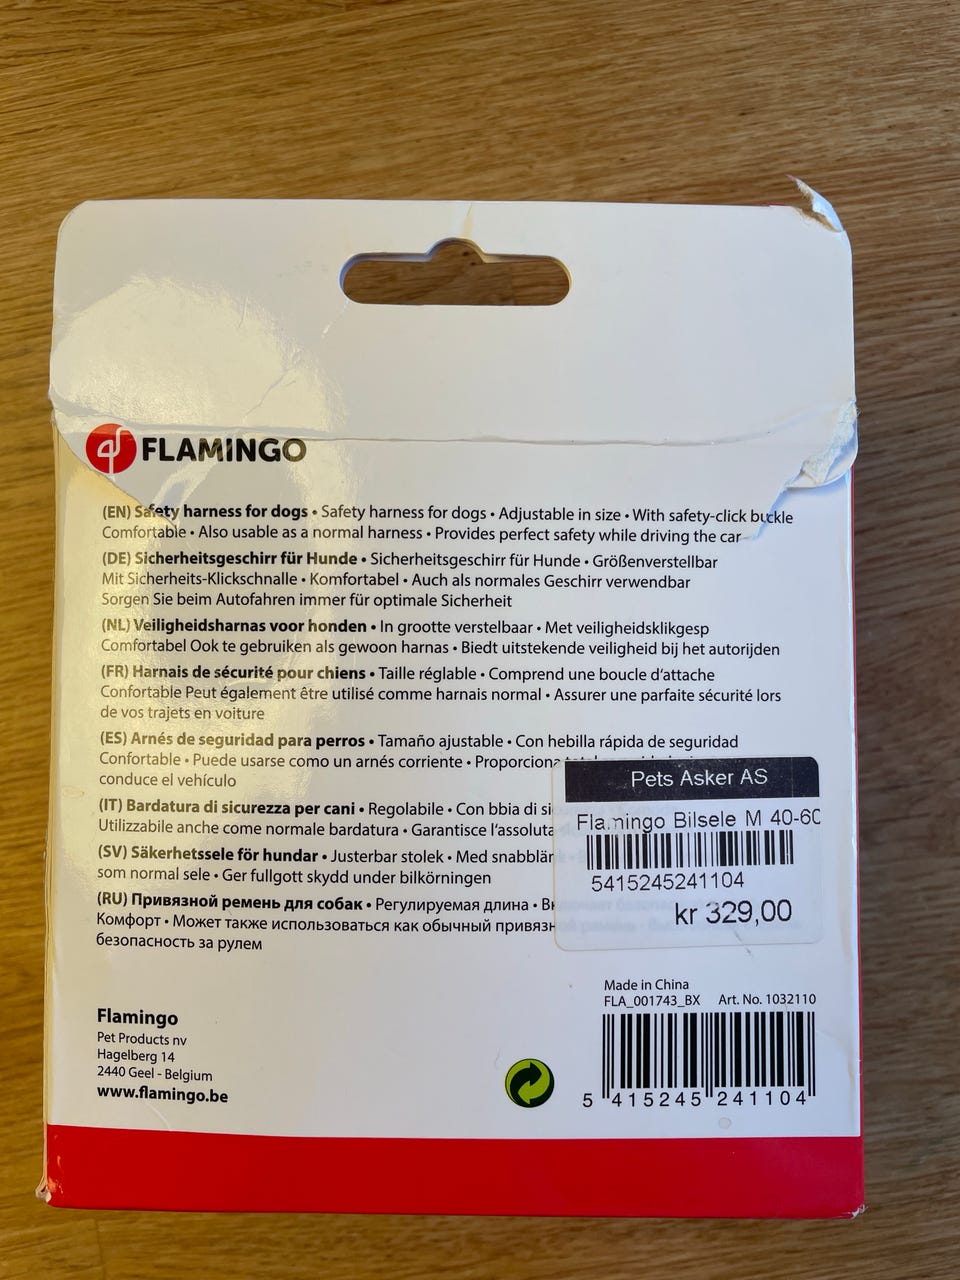 FLAMINGO
(EN) Safety harness for dogs • Safety harness for dogs • Adjustable in size • With safety-click buckle
Comfortable • Also usable as a normal harness • Provides perfect safety while driving the car
(DE) Sicherheitsgeschirr für Hunde • Sicherheitsgeschirr für Hunde • Größenverstellbar
Mit Sicherheits-Klickschnalle • Komfortabel • Auch als normales Geschirr verwendbar
Sorgen Sie beim Autofahren immer für optimale Sicherheit
(NL) Veiligheidsharnas voor honden • In grootte verstelbaar • Met veiligheidsklikgesp
Comfortabel Ook te gebruiken als gewoon harnas • Biedt uitstekende veiligheid bij het autorijden
(FR) Harnais de sécurité pour chiens • Taille réglable • Comprend une boucle d'attache
Confortable Peut également être utilisé comme harnais normal • Assurer une parfaite sécurité lors
de vos trajets en voiture
(ES) Arnés de seguridad para perros • Tamaño ajustable • Con hebilla rápida de seguridad
Confortable • Puede usarse como un arnés corriente • Proporciona
conduce el vehículo
(IT) Bardatura di sicurezza per cani • Regolabile • Con bbia di
Utilizzabile anche come normale bardatura • Garantisce l'assoluta
(SV) Säkerhetssele för hundar • Justerbar stolek • Med
som normal sele • Ger fullgott skydd under bilkörningen
(RU) Привязной ремень для собак • Регулируемая длина •
Комфорт • Может также использоваться как обычный
безопасность за рулем
Pets Asker AS
Flamingo Bilsele M 40-60
5415245241104
kr 329,00
Made in China
FLA_001743_BX Art. No. 1032110
5 415245 241104
Flamingo
Pet Products nv
Hagelberg 14
2440 Geel - Belgium
www.flamingo.be